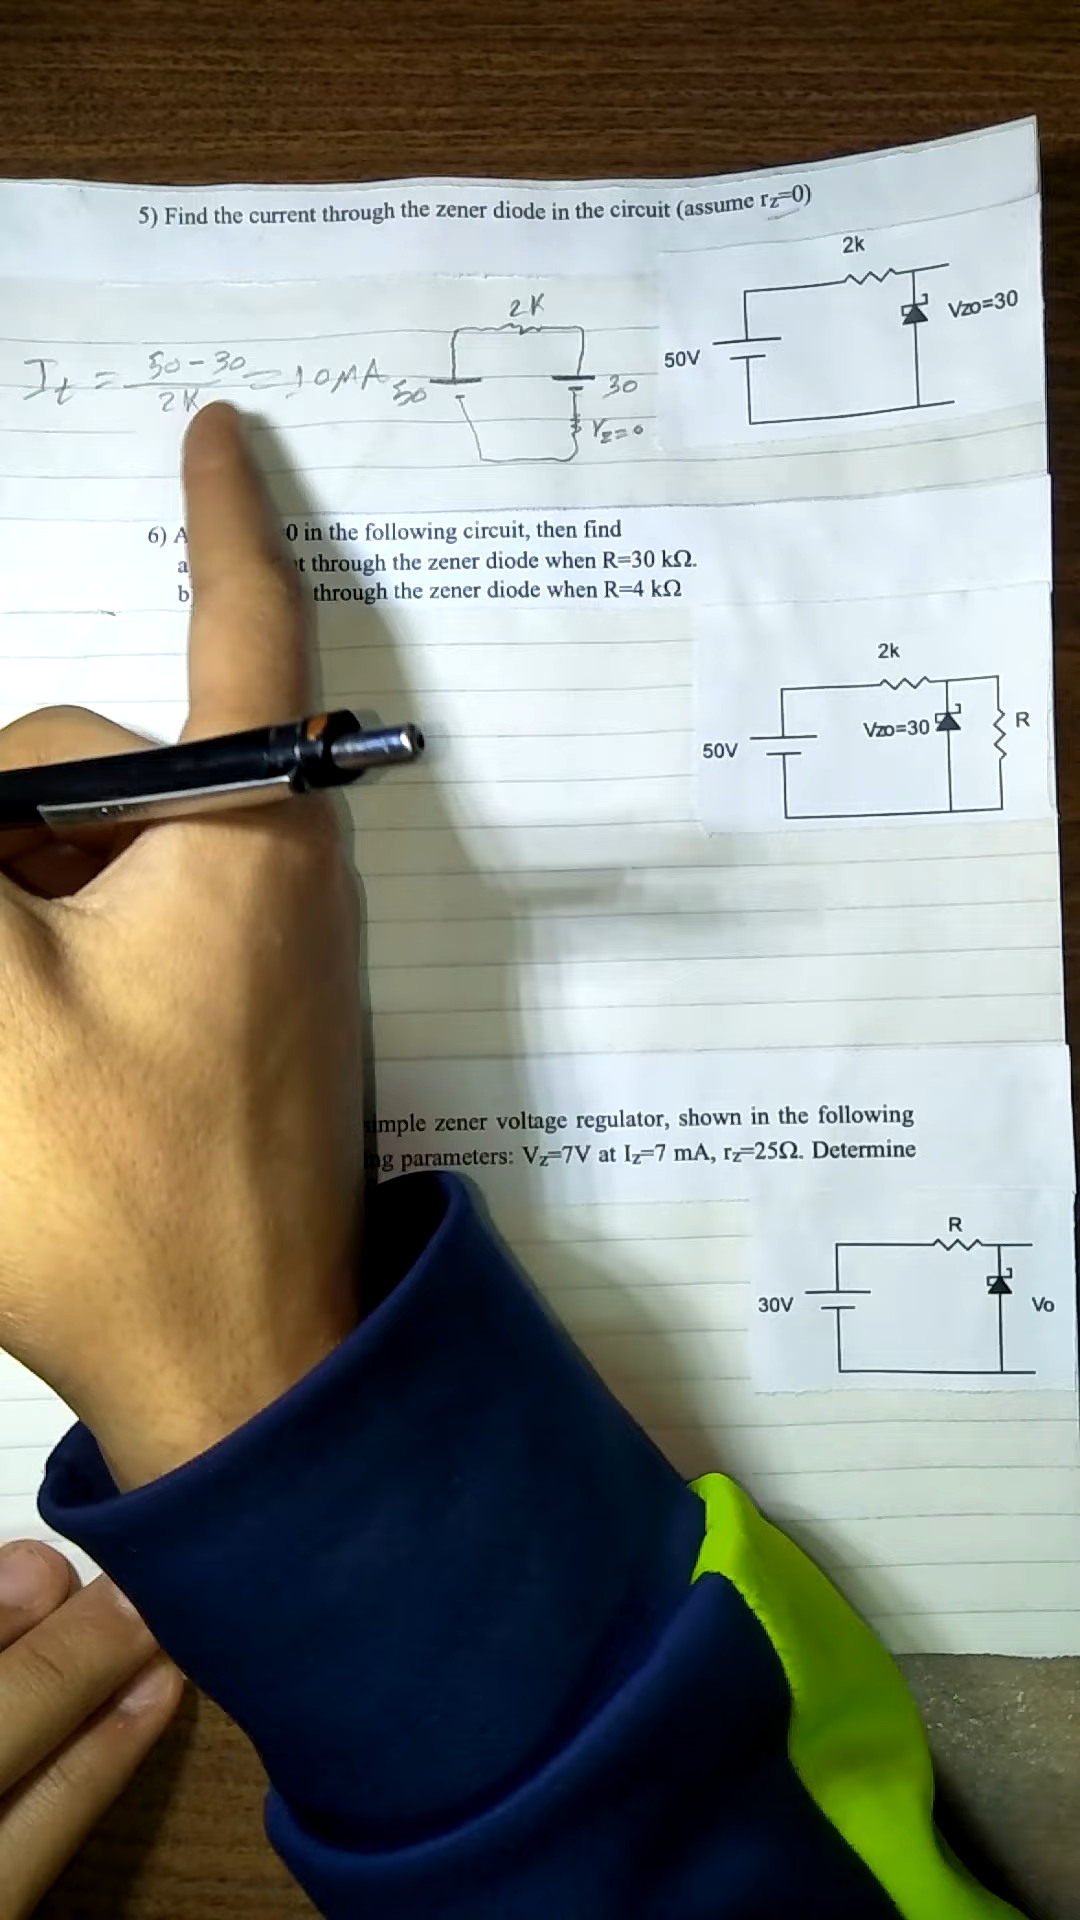 5) Find the current through the zener diode in the circuit (assume rz=0)
2k
Vzo=30
50V
2K
It = 50-30 / 2K = 10MA
50
30
rz=0
6) A 0 in the following circuit, then find
a through the zener diode when R=30 kΩ.
b through the zener diode when R=4 kΩ
2k
Vzo=30
R
50V
simple zener voltage regulator, shown in the following
parameters: Vz=7V at Iz=7 mA, rz=25Ω. Determine
R
30V
Vo